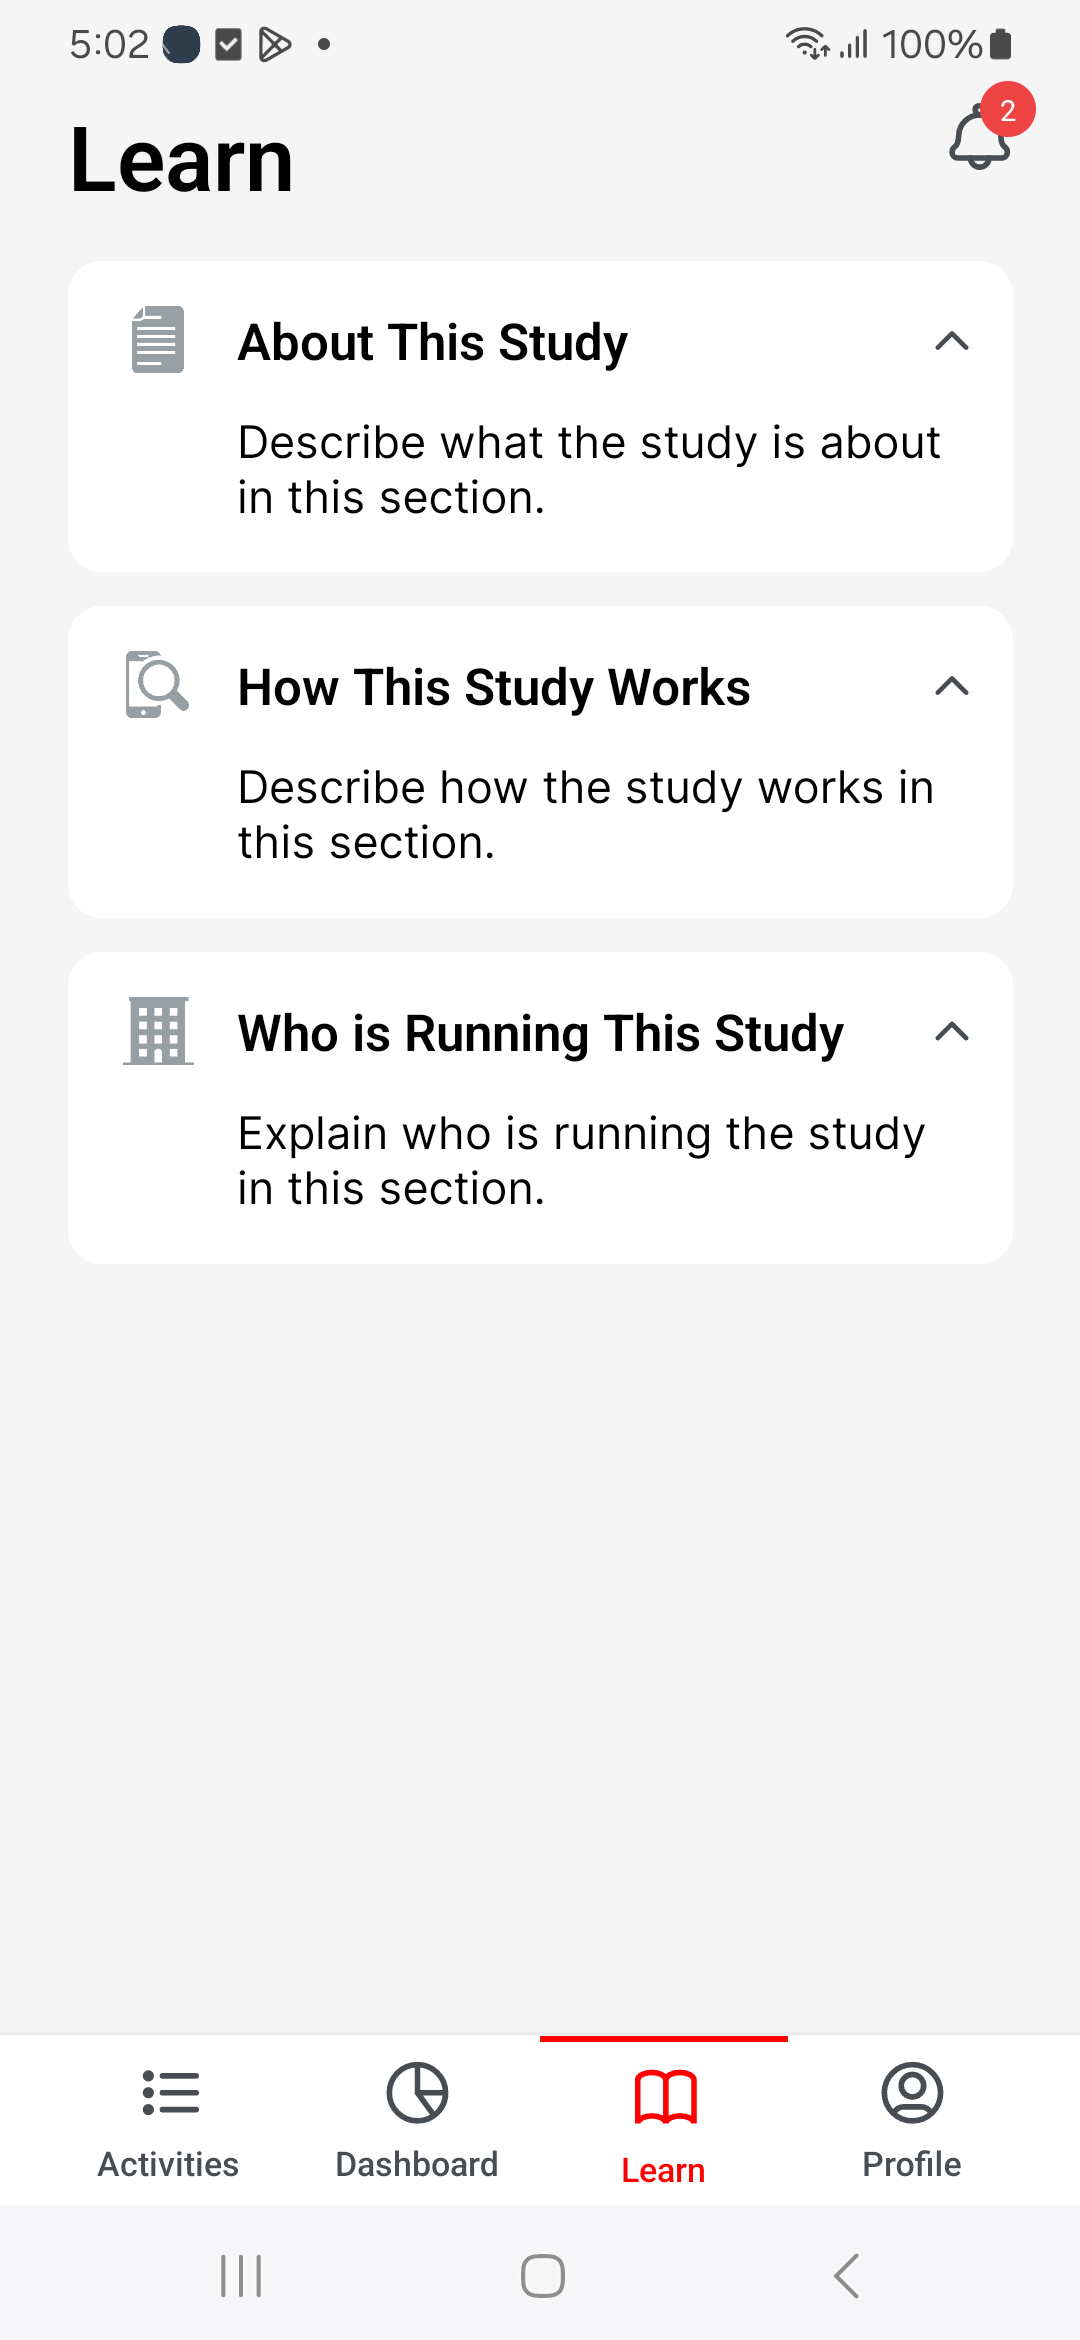 5:02 100%
2
Learn
About This Study
Describe what the study is about
in this section.
How This Study Works
Describe how the study works in
this section.
Who is Running This Study
Explain who is running the study
in this section.
Activities Dashboard Learn Profile